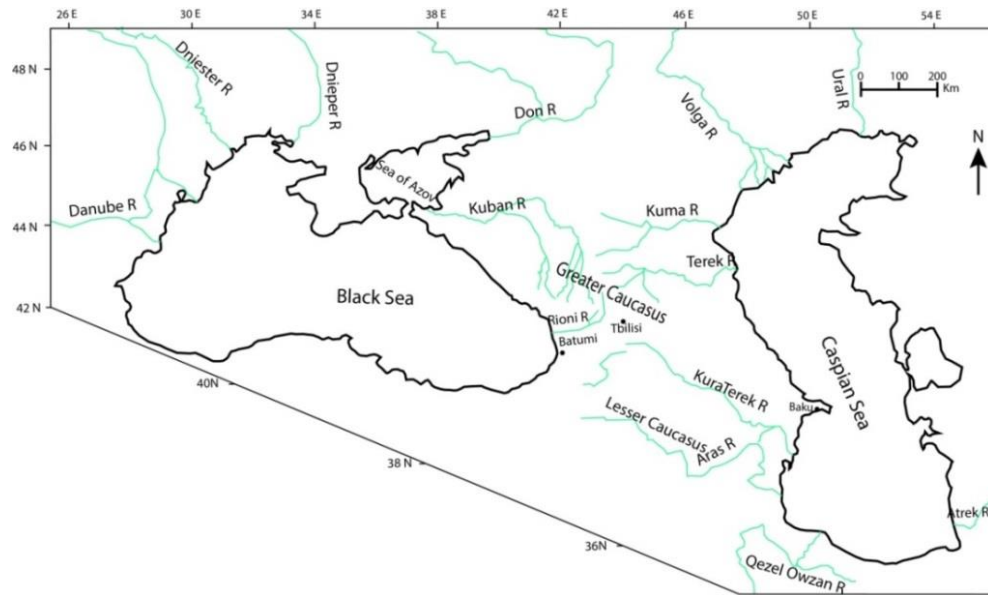 26 E
30 E
34 E
38 E
42 E
46 E
50 E
54 E
48 N
46 N
44 N
42 N
40N
38 N
36N
Dniester R
Dnieper R
Don R
Volga R
Ural R
0 100 200
Km
N
Sea of Azov
Danube R
Kuban R
Kuma R
Terek R
Greater Caucasus
Black Sea
Rioni R
Tbilisi
Batumi
Caspian Sea
KuraTerek R
Baku
Lesser Caucasus
Aras R
Atrek R
Qezel Owzan R